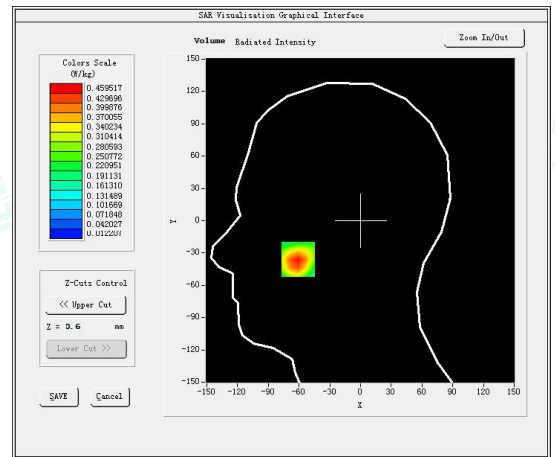 SAR Visualisation Graphical Interface
Volume Radiated Intensity
Zoom In/Out
Colors Scale
(W/kg)
0.459517
0.429696
0.399876
0.370055
0.340234
0.310414
0.280593
0.250772
0.220951
0.191131
0.161310
0.131489
0.101669
0.071848
0.042027
0.012207
Z-Cuts Control
<< Upper Cut
Z = 0.6 mm
Lower Cut >>
SAVE
Cancel
150
120
90
60
30
0
-30
-60
-90
-120
-150
Y
-150 -120 -90 -60 -30 0 30 60 90 120 150
X